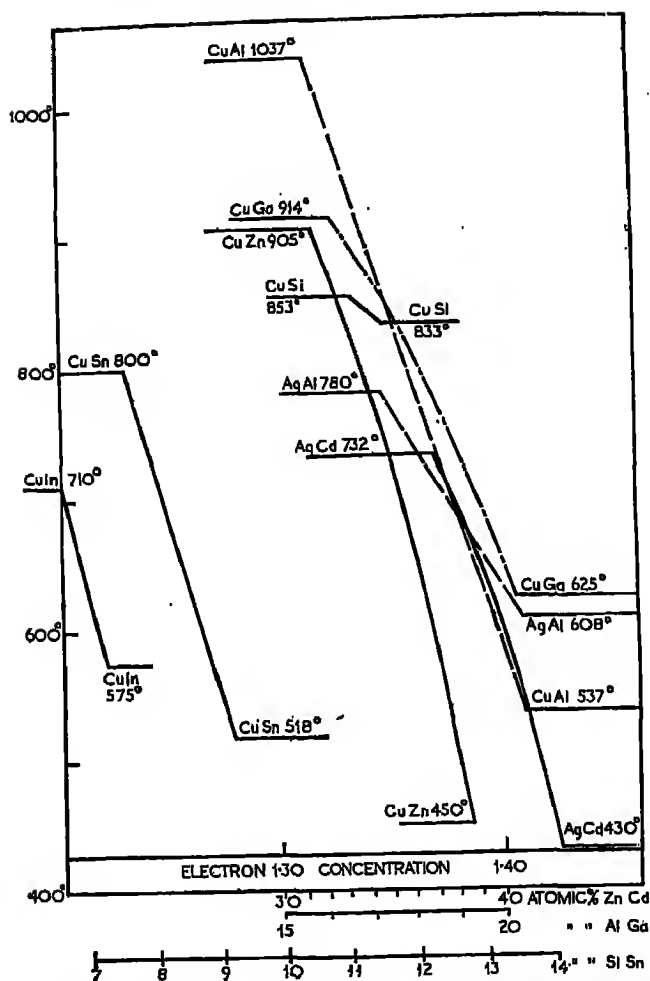 CuAl 1037°
1000°
CuGa 914°
CuZn 905°
CuSi
853°
CuSi
833°
800°
CuSn 800°
AgAl 780°
AgCd 732°
CuIn 710°
CuGa 625°
AgAl 608°
600°
CuIn
575°
CuAl 537°
CuSn 518°
CuZn 450°
AgCd 430°
ELECTRON 1·30 CONCENTRATION 1·40
400°
30 40 ATOMIC % Zn Cd
15 20 " " Al Ga
7 8 9 10 11 12 13 14 " " Si Sn